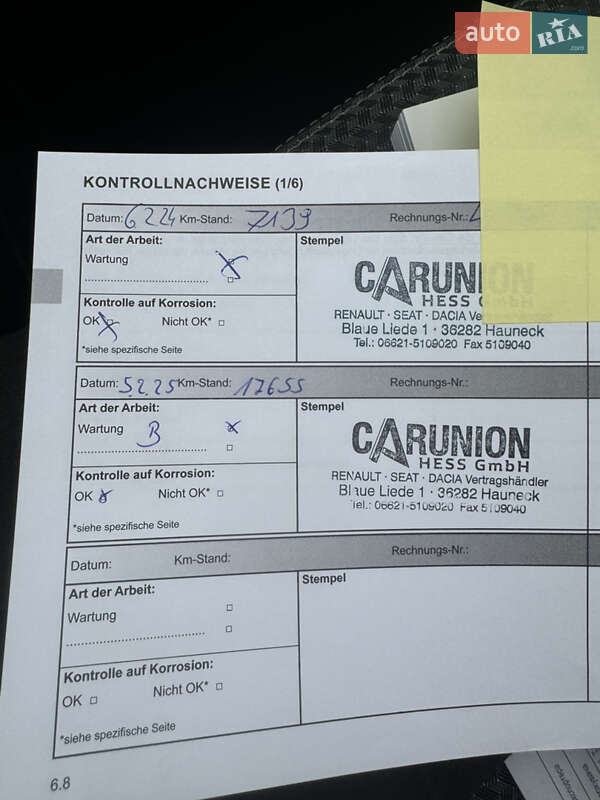 auto RIA .com
KONTROLLNACHWEISE (1/6)
Datum: 6 2 24 Km-Stand: 7139 Rechnungs-Nr.:
Art der Arbeit: Stempel
Wartung
CARUNION
HESS GmbH
RENAULT · SEAT · DACIA
Blaue Liede 1 · 36282 Hauneck
Tel.: 06621-5109020 Fax 5109040
Kontrolle auf Korrosion:
OK Nicht OK*
*siehe spezifische Seite
Datum: 5.2.25 Km-Stand: 17655 Rechnungs-Nr.:
Art der Arbeit: Stempel
Wartung B
CARUNION
HESS GmbH
RENAULT · SEAT · DACIA Vertragshändler
Blaue Liede 1 · 36282 Hauneck
Tel.: 06621-5109020 Fax 5109040
Kontrolle auf Korrosion:
OK Nicht OK*
*siehe spezifische Seite
Datum: Km-Stand: Rechnungs-Nr.:
Art der Arbeit: Stempel
Wartung
Kontrolle auf Korrosion:
OK Nicht OK*
*siehe spezifische Seite
6.8